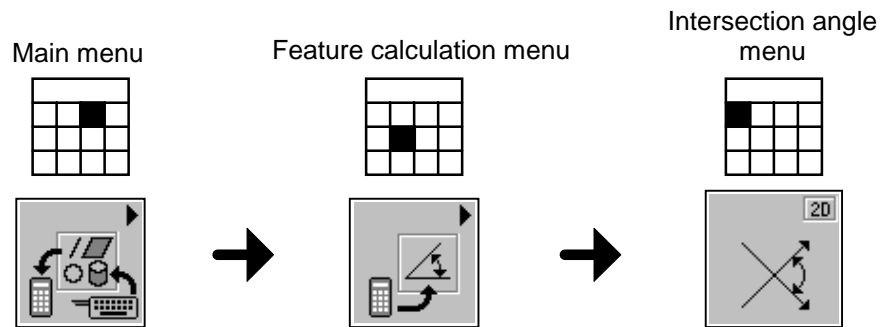 Main menu
Feature calculation menu
Intersection angle
menu
2D